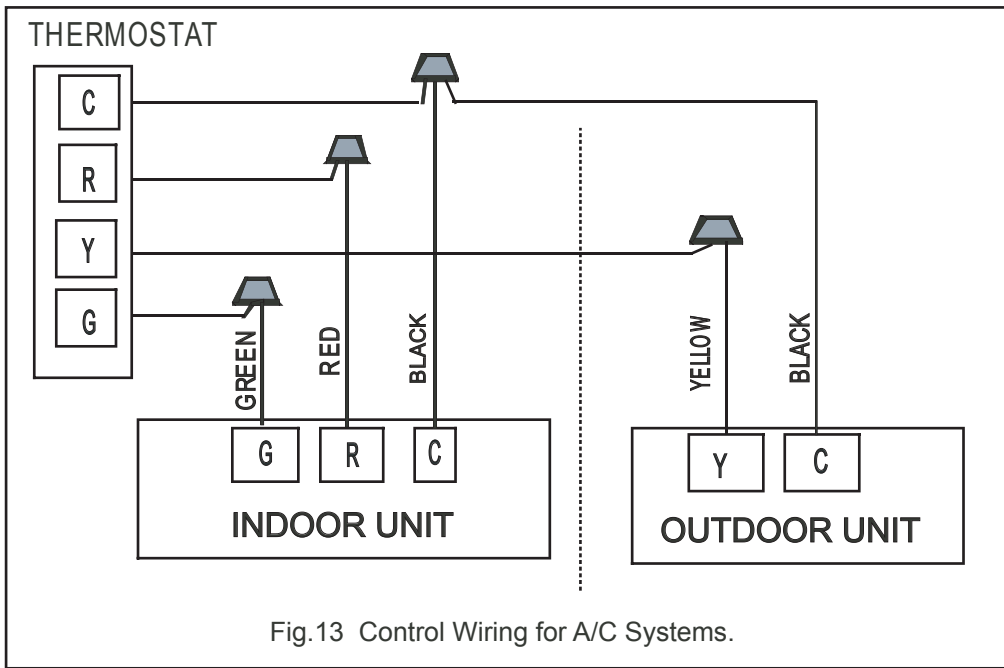 THERMOSTAT
C
R
Y
G
GREEN
RED
BLACK
YELLOW
BLACK
G
R
C
INDOOR UNIT
Y
C
OUTDOOR UNIT
Fig.13 Control Wiring for A/C Systems.